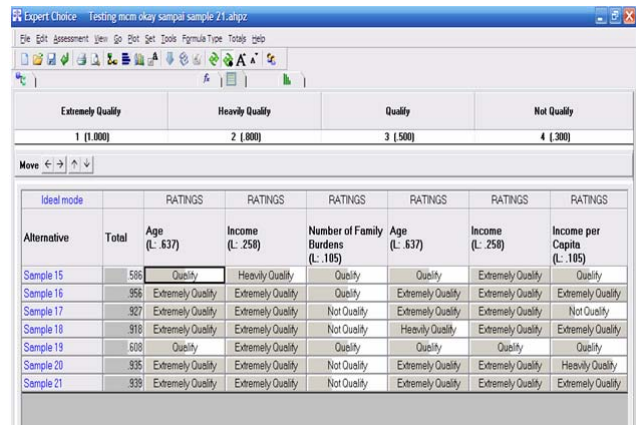 Expert Choice Testing mcm okay sampai sample 21.ahpz
File Edit Assessment View Go Plot Set Tools Formula Type Totals Help
Extremely Qualify Heavily Qualify Qualify Not Qualify
1 (1.000) 2 (.800) 3 (.500) 4 (.300)
Move
Ideal mode RATINGS RATINGS RATINGS RATINGS RATINGS RATINGS
Alternative Total Age (L: .637) Income (L: .258) Number of Family Burdens (L: .105) Age (L: .637) Income (L: .258) Income per Capita (L: .105)
Sample 15 .586 Qualify Heavily Qualify Qualify Qualify Extremely Qualify Qualify
Sample 16 .956 Extremely Qualify Extremely Qualify Qualify Extremely Qualify Extremely Qualify Extremely Qualify
Sample 17 .927 Extremely Qualify Extremely Qualify Not Qualify Extremely Qualify Extremely Qualify Not Qualify
Sample 18 .918 Extremely Qualify Extremely Qualify Not Qualify Heavily Qualify Extremely Qualify Extremely Qualify
Sample 19 .608 Qualify Extremely Qualify Qualify Qualify Qualify Qualify
Sample 20 .935 Extremely Qualify Extremely Qualify Not Qualify Extremely Qualify Extremely Qualify Heavily Qualify
Sample 21 .939 Extremely Qualify Extremely Qualify Not Qualify Extremely Qualify Extremely Qualify Extremely Qualify